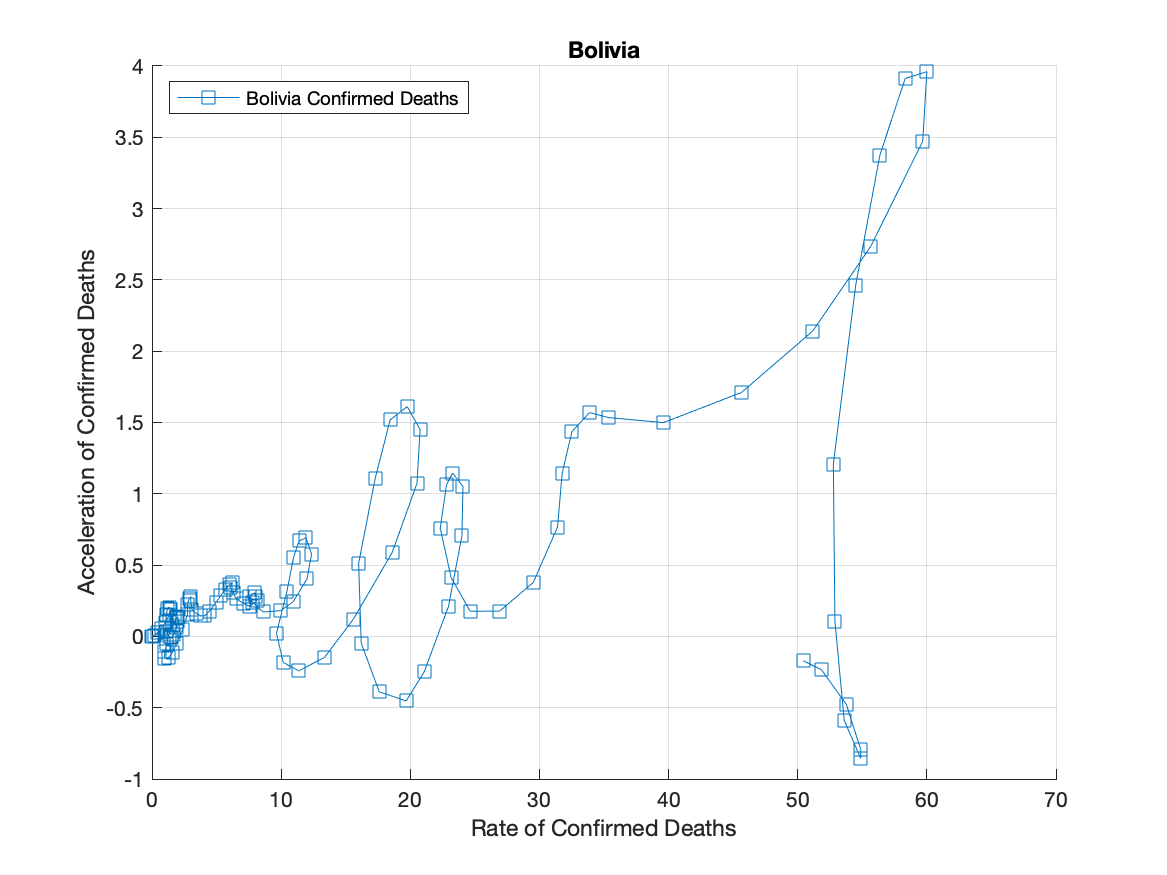 Bolivia
Bolivia Confirmed Deaths
4
3.5
3
2.5
2
1.5
1
0.5
0
-0.5
-1
Acceleration of Confirmed Deaths
0 10 20 30 40 50 60 70
Rate of Confirmed Deaths